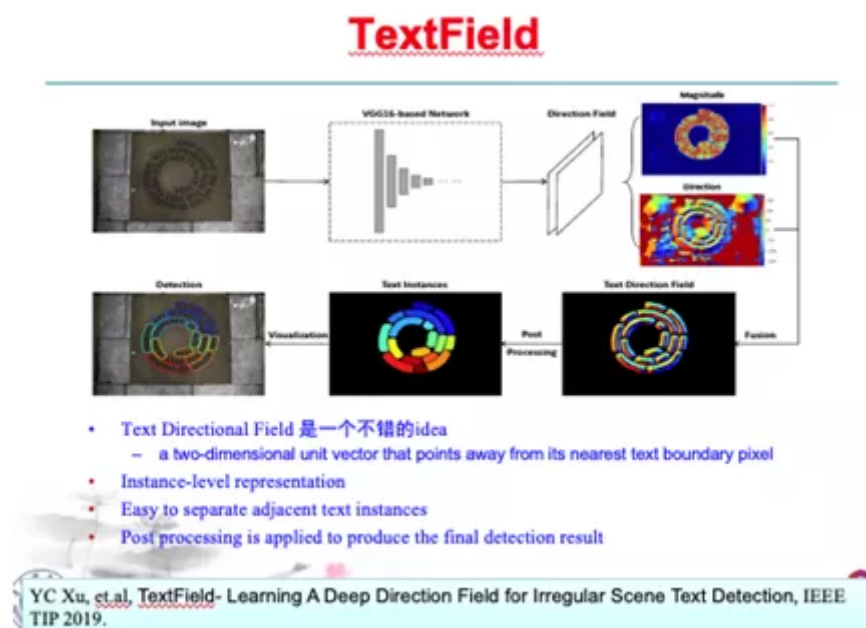 TextField
Input image
VGG16-based Network
Direction Field
Magnitude
Direction
Detection
Text Instances
Text Direction Field
Visualization
Post
Processing
Fusion
• Text Directional Field 是一个不错的idea
– a two-dimensional unit vector that points away from its nearest text boundary pixel
• Instance-level representation
• Easy to separate adjacent text instances
• Post processing is applied to produce the final detection result
YC Xu, et.al, TextField- Learning A Deep Direction Field for Irregular Scene Text Detection, IEEE
TIP 2019.